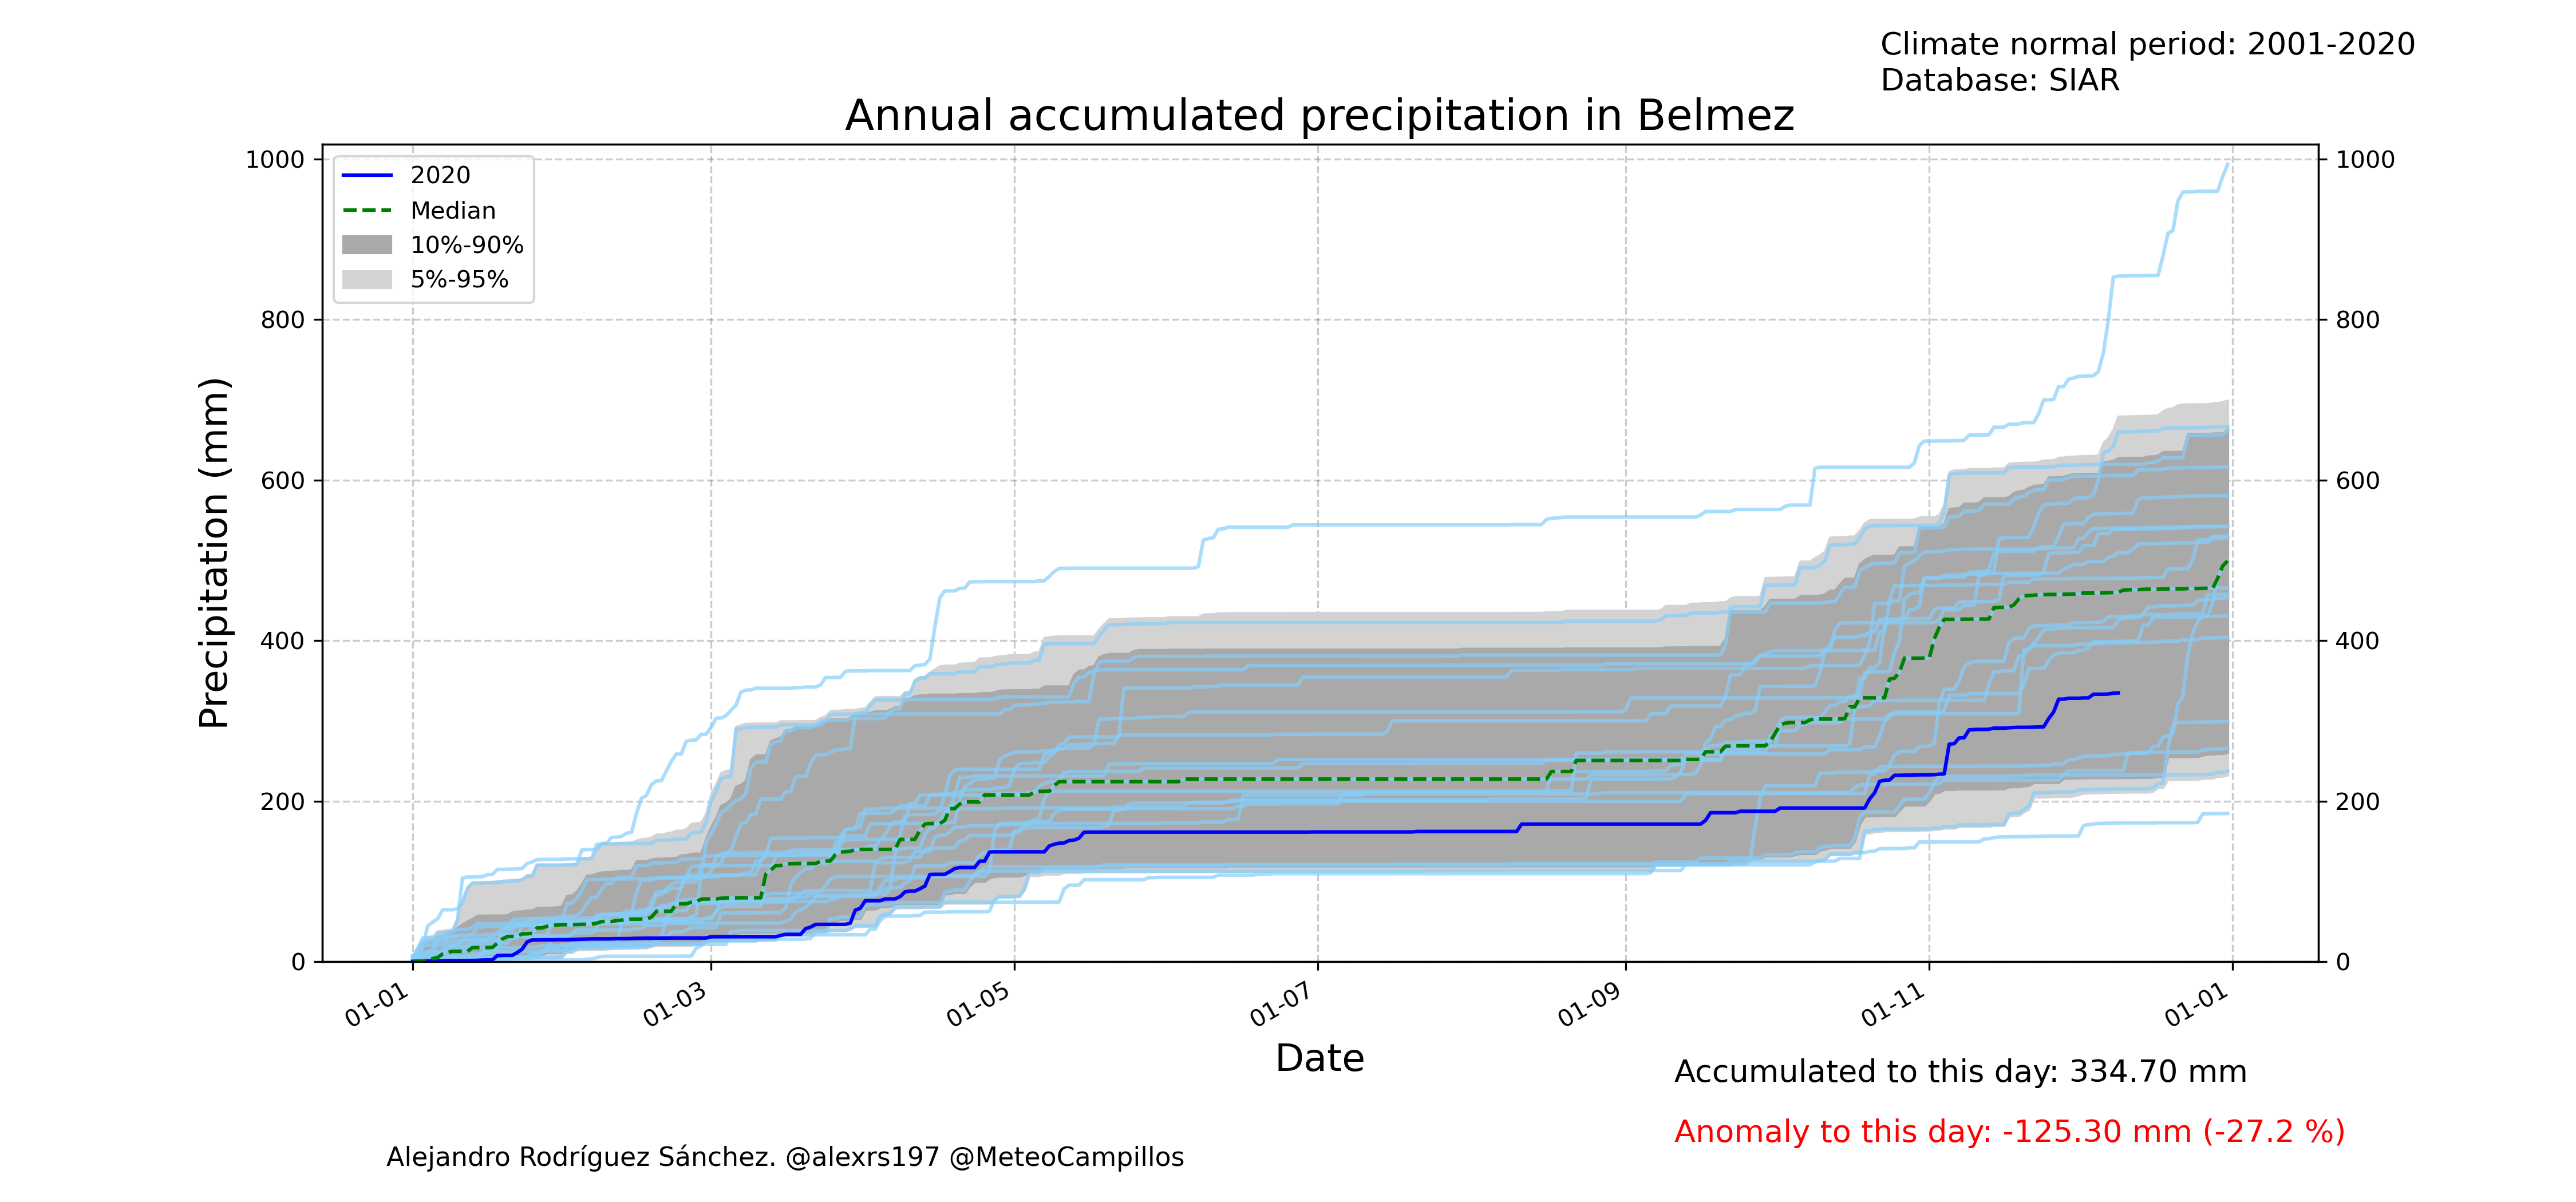 Climate normal period: 2001-2020
Database: SIAR
Annual accumulated precipitation in Belmez
2020
Median
10%-90%
5%-95%
Precipitation (mm)
1000
800
600
400
200
0
1000
800
600
400
200
0
01-01
01-03
01-05
01-07
01-09
01-11
01-01
Date
Accumulated to this day: 334.70 mm
Anomaly to this day: -125.30 mm (-27.2 %)
Alejandro Rodríguez Sánchez. @alexrs197 @MeteoCampillos